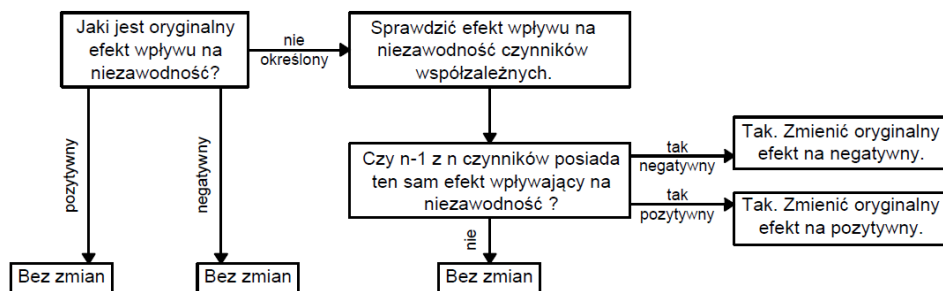 Jaki jest oryginalny
efekt wpływu na
niezawodność?
nie
określony
Sprawdzić efekt wpływu na
niezawodność czynników
współzależnych.
pozytywny
negatywny
Czy n-1 z n czynników posiada
ten sam efekt wpływający na
niezawodność ?
tak
negatywny
Tak. Zmienić oryginalny
efekt na negatywny.
tak
pozytywny
Tak. Zmienić oryginalny
efekt na pozytywny.
nie
Bez zmian
Bez zmian
Bez zmian